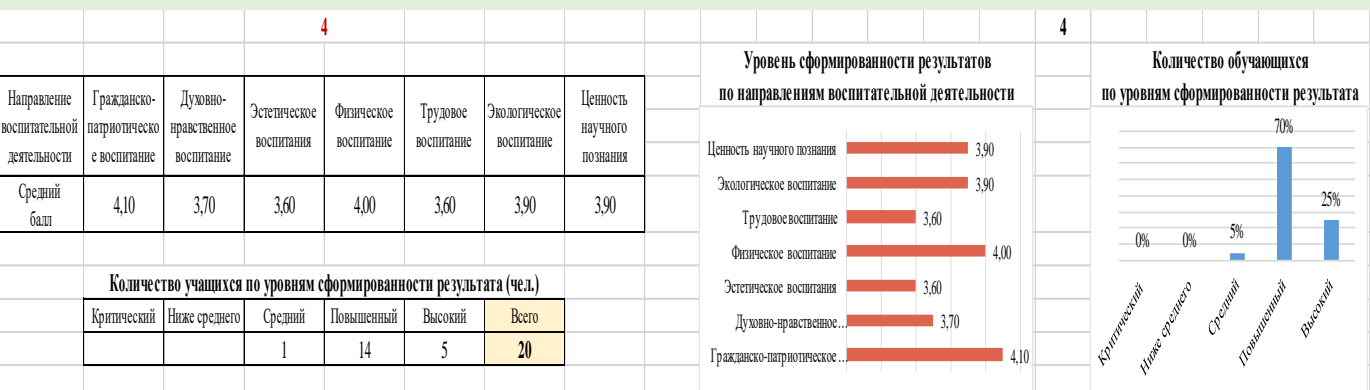 4
4
Направление воспитательной деятельности
Гражданско-патриотическо е воспитание
Духовно-нравственное воспитание
Эстетическое воспитания
Физическое воспитание
Трудовое воспитание
Экологическое воспитание
Ценность научного познания
Средний балл
4,10
3,70
3,60
4,00
3,60
3,90
3,90
Количество учащихся по уровням сформированности результата (чел.)
Критический
Ниже среднего
Средний
Повышенный
Высокий
Всего
1
14
5
20
Уровень сформированности результатов
по направлениям воспитательной деятельности
Ценность научного познания
3,90
Экологическое воспитание
3,90
Трудовое воспитание
3,60
Физическое воспитание
4,00
Эстетическое воспитания
3,60
Духовно-нравственное...
3,70
Гражданско-патриотическое...
4,10
Количество обучающихся
по уровням сформированности результата
0%
0%
5%
70%
25%
Критический
Ниже среднего
Средний
Повышенный
Высокий